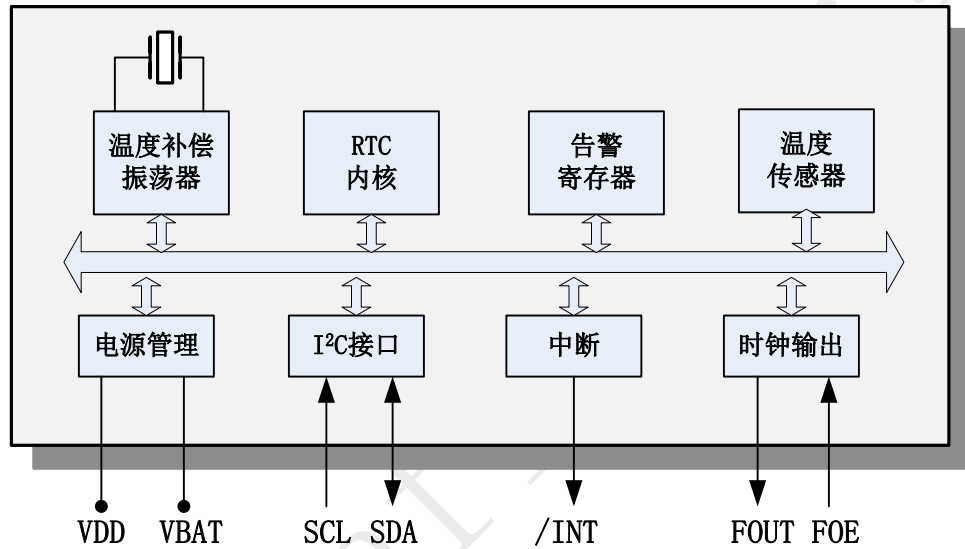 温度补偿
振荡器
RTC
内核
告警
寄存器
温度
传感器
电源管理
I²C接口
中断
时钟输出
VDD VBAT SCL SDA /INT FOUT FOE